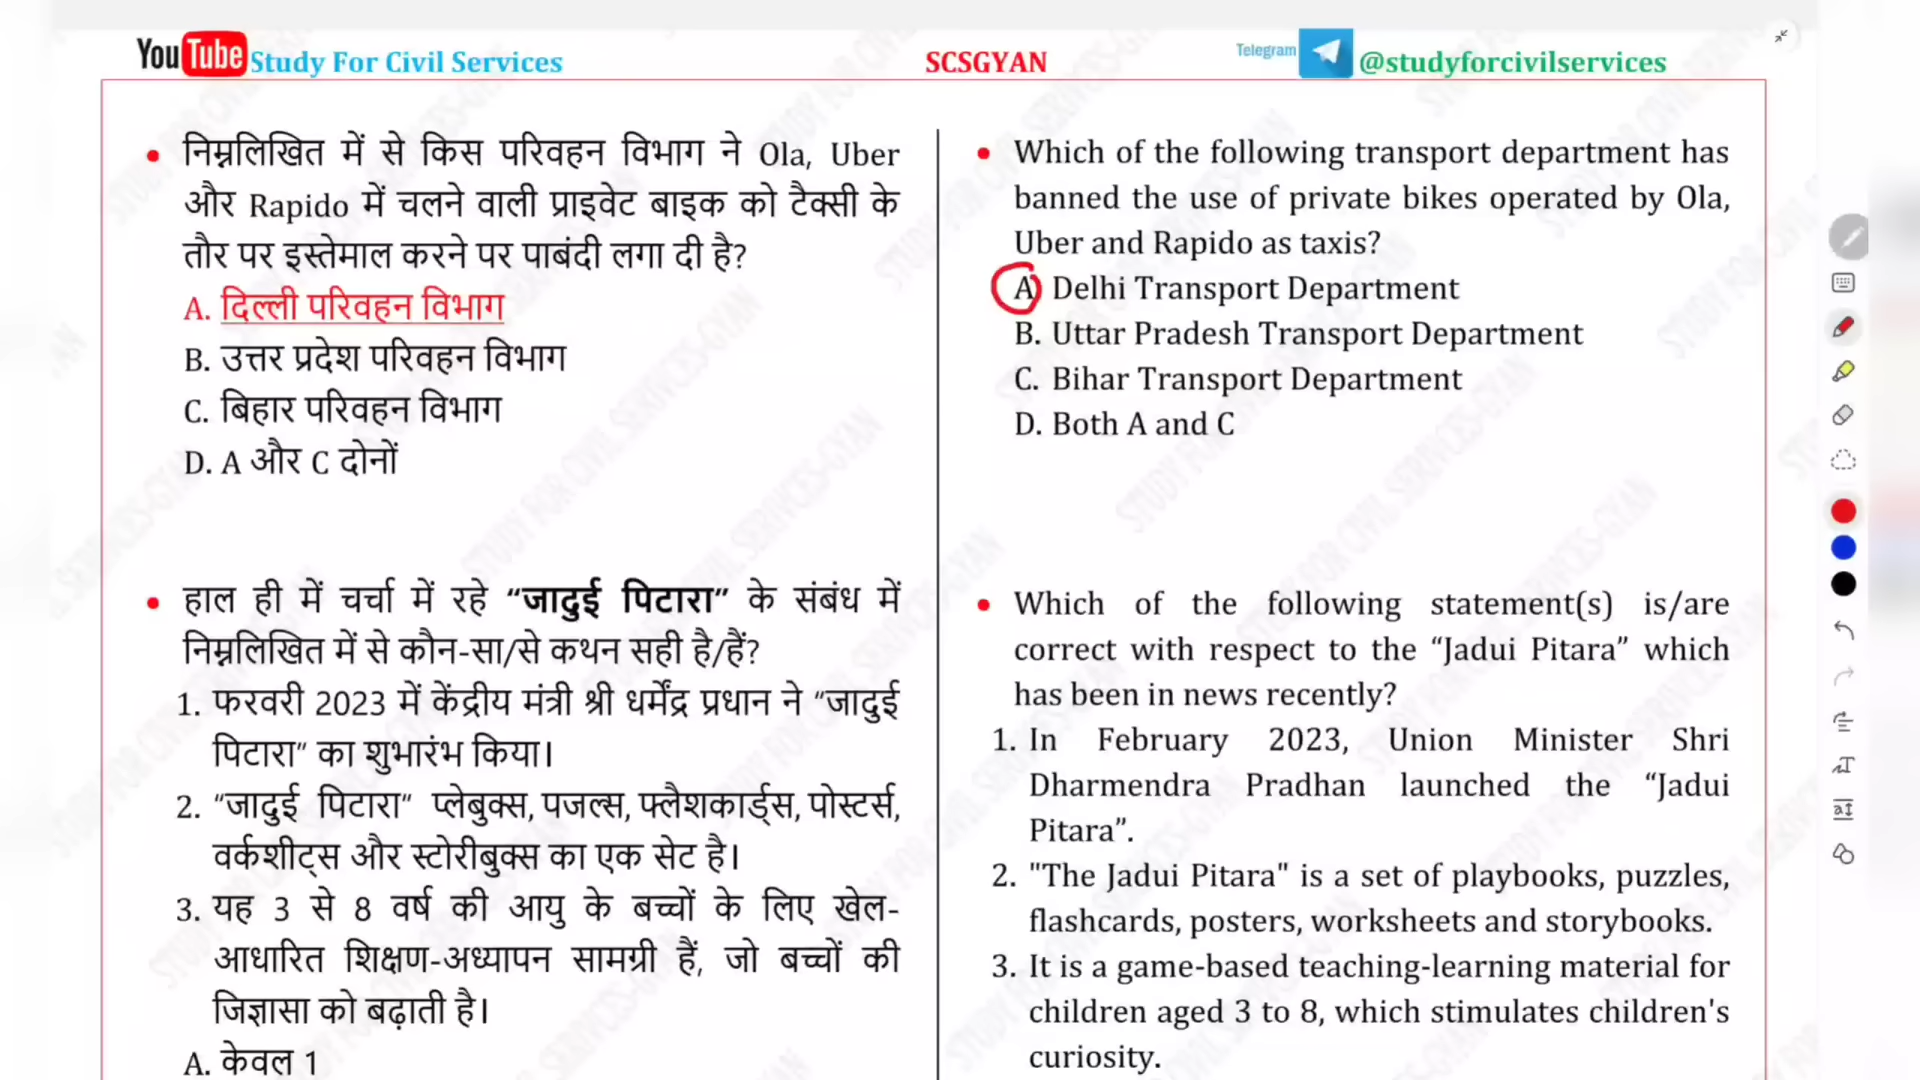 YouTube Study For Civil Services
SCSGYAN
Telegram @studyforcivilservices
• निम्नलिखित में से किस परिवहन विभाग ने Ola, Uber
और Rapido में चलने वाली प्राइवेट बाइक को टैक्सी के
तौर पर इस्तेमाल करने पर पाबंदी लगा दी है?
A. दिल्ली परिवहन विभाग
B. उत्तर प्रदेश परिवहन विभाग
C. बिहार परिवहन विभाग
D. A और C दोनों
• हाल ही में चर्चा में रहे “जादुई पिटारा” के संबंध में
निम्नलिखित में से कौन-सा/से कथन सही है/हैं?
1. फरवरी 2023 में केंद्रीय मंत्री श्री धर्मेंद्र प्रधान ने “जादुई
पिटारा” का शुभारंभ किया।
2. “जादुई पिटारा” प्लेबुक्स, पजल्स, फ्लैशकार्ड्स, पोस्टर्स,
वर्कशीट्स और स्टोरीबुक्स का एक सेट है।
3. यह 3 से 8 वर्ष की आयु के बच्चों के लिए खेल-
आधारित शिक्षण-अध्यापन सामग्री हैं, जो बच्चों की
जिज्ञासा को बढ़ाती है।
A. केवल 1
• Which of the following transport department has
banned the use of private bikes operated by Ola,
Uber and Rapido as taxis?
A Delhi Transport Department
B. Uttar Pradesh Transport Department
C. Bihar Transport Department
D. Both A and C
• Which of the following statement(s) is/are
correct with respect to the “Jadui Pitara” which
has been in news recently?
1. In February 2023, Union Minister Shri
Dharmendra Pradhan launched the “Jadui
Pitara”.
2. "The Jadui Pitara" is a set of playbooks, puzzles,
flashcards, posters, worksheets and storybooks.
3. It is a game-based teaching-learning material for
children aged 3 to 8, which stimulates children's
curiosity.